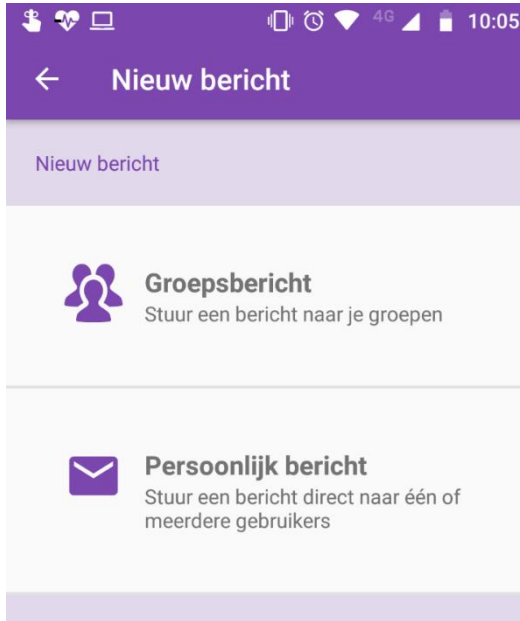 4G 10:05
Nieuw bericht
Nieuw bericht
Groepsbericht
Stuur een bericht naar je groepen
Persoonlijk bericht
Stuur een bericht direct naar één of
meerdere gebruikers